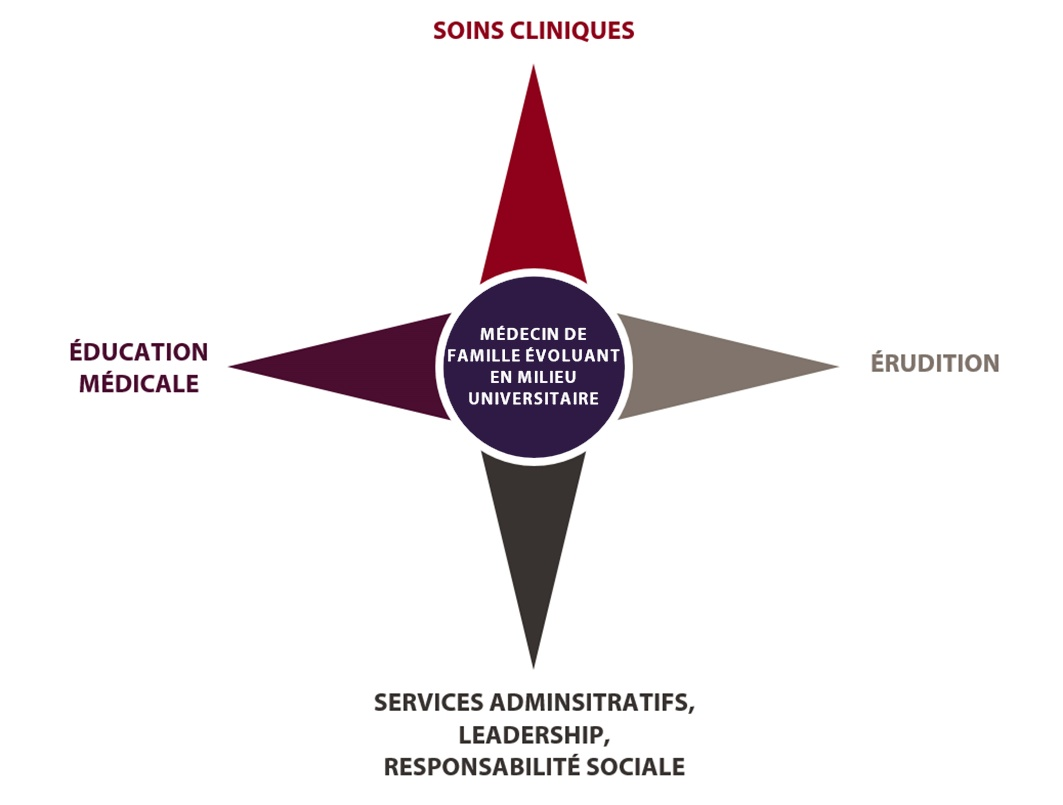 SOINS CLINIQUES
ÉDUCATION
MÉDICALE
MÉDECIN DE
FAMILLE ÉVOLUANT
EN MILIEU
UNIVERSITAIRE
ÉRUDITION
SERVICES ADMINSITRATIFS,
LEADERSHIP,
RESPONSABILITÉ SOCIALE